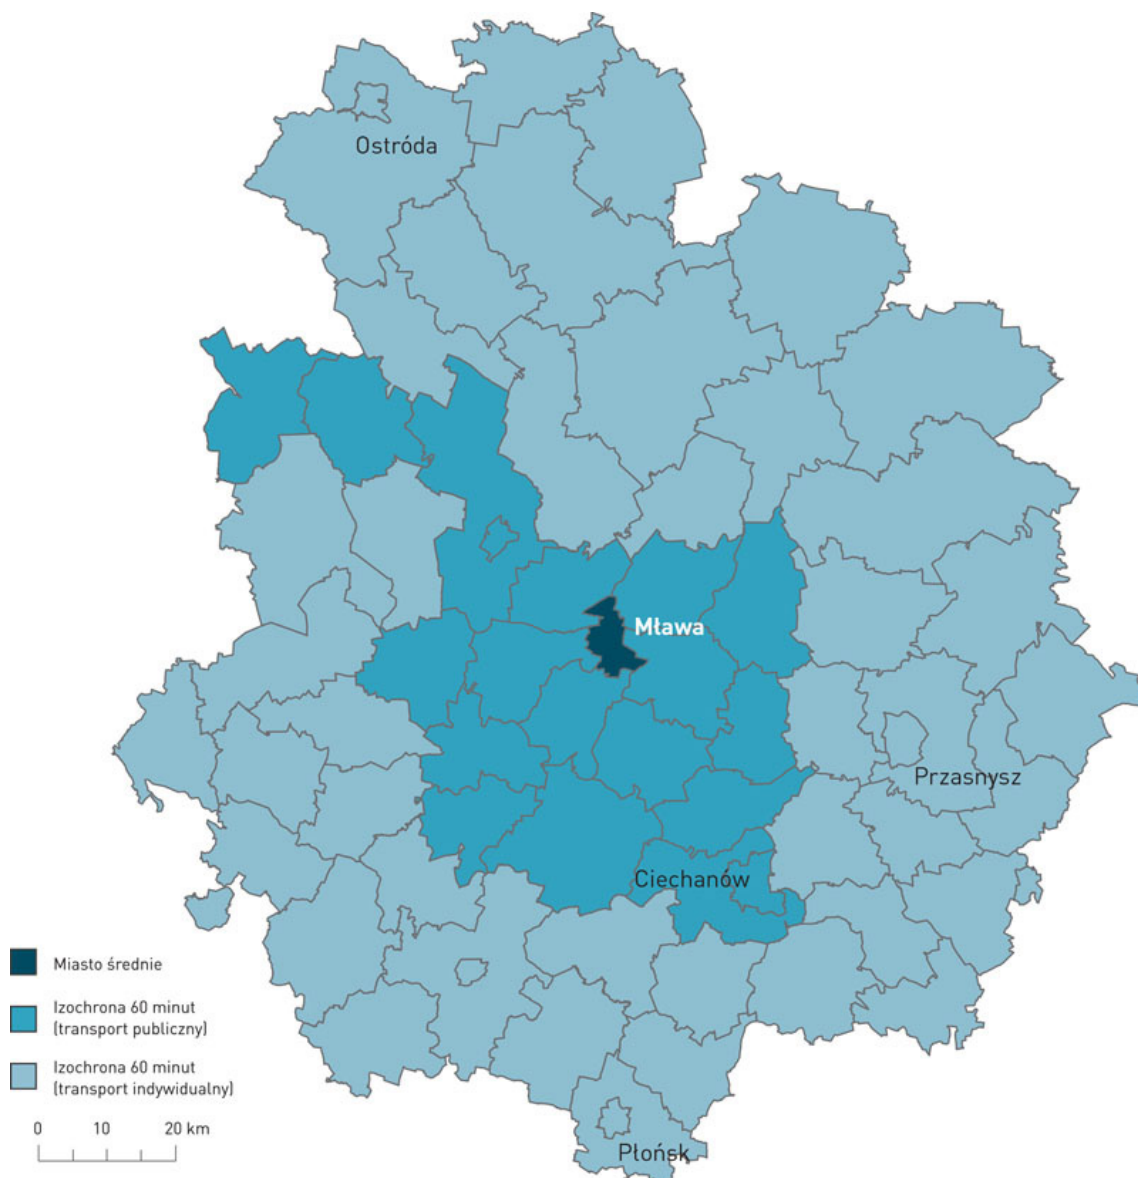 Ostróda
Mława
Przasnysz
Ciechanów
Miasto średnie
Izochrona 60 minut
(transport publiczny)
Izochrona 60 minut
(transport indywidualny)
0 10 20 km
Płońsk